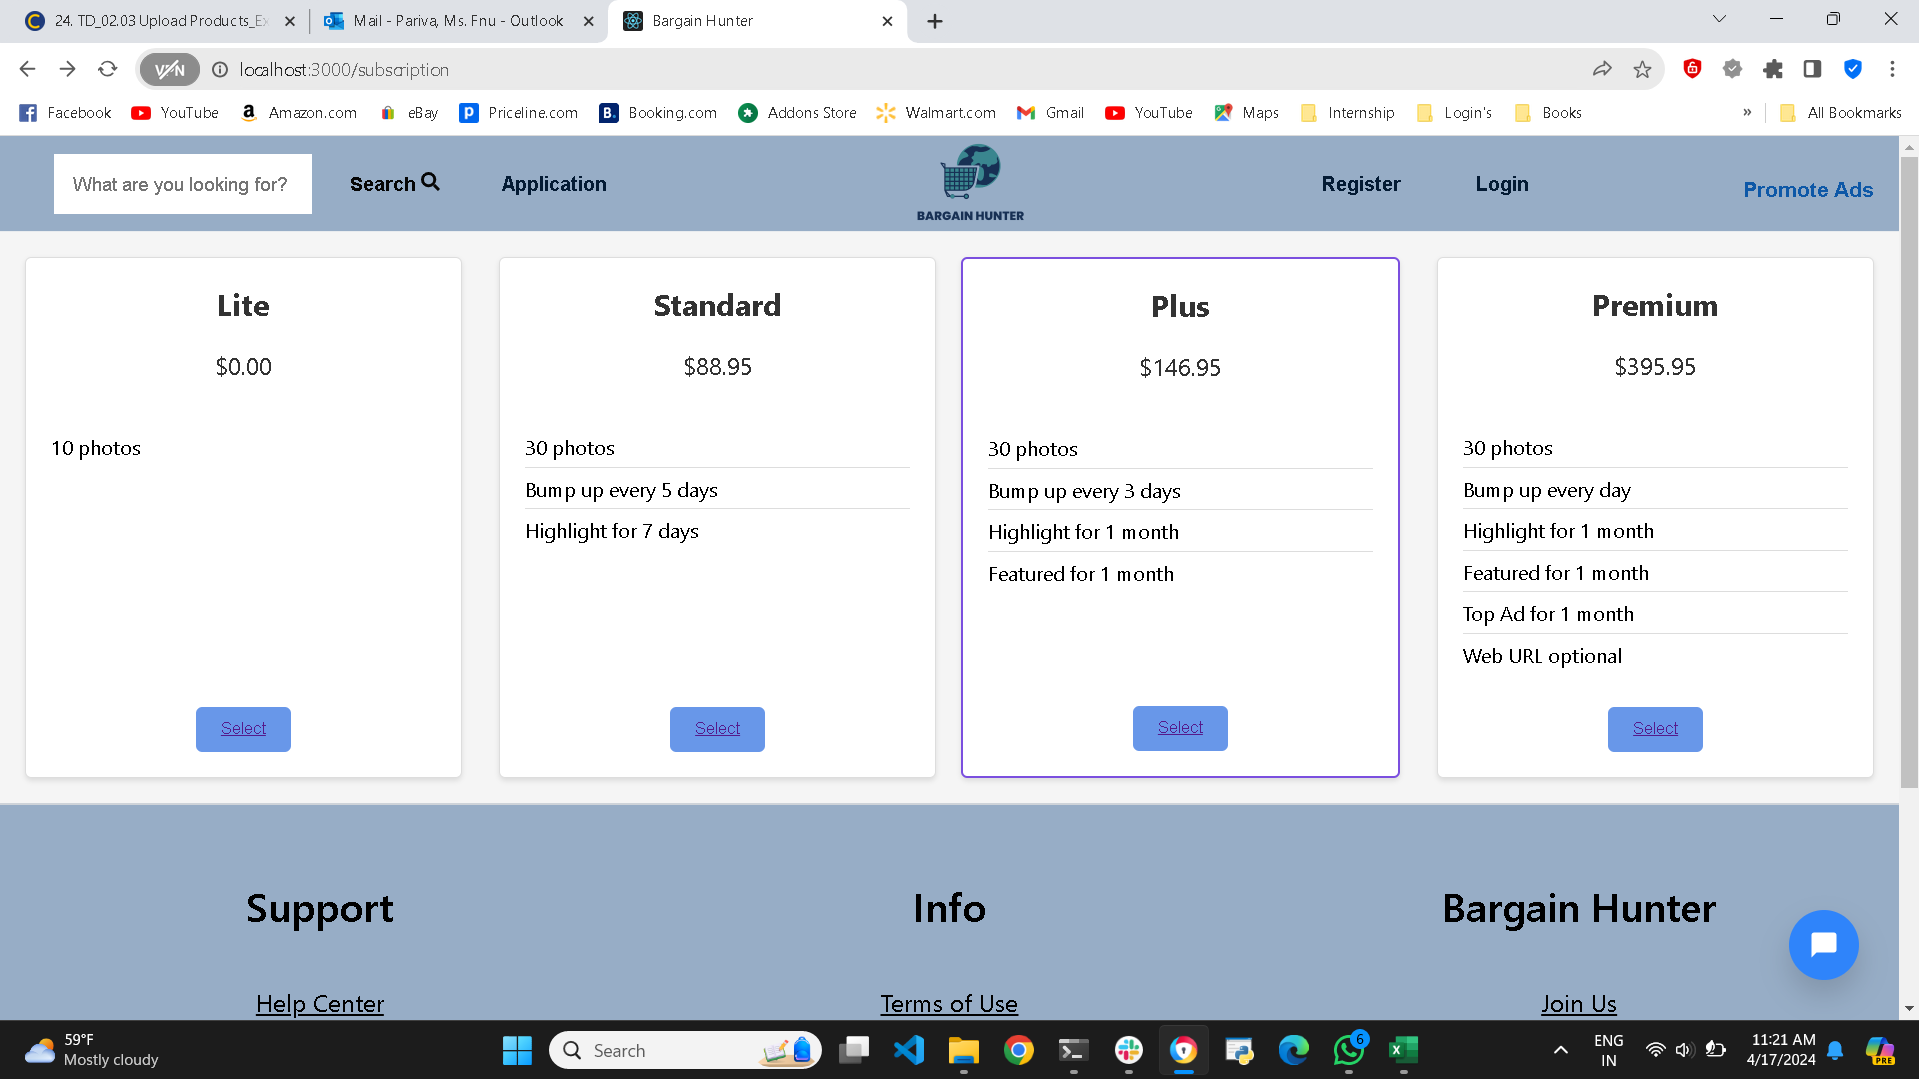 24. TD_02.03 Upload Products_Ex
Mail - Pariva, Ms. Fnu - Outlook
Bargain Hunter
VPN
localhost:3000/subscription
Facebook
YouTube
Amazon.com
eBay
Priceline.com
Booking.com
Addons Store
Walmart.com
Gmail
YouTube
Maps
Internship
Login's
Books
»
All Bookmarks
What are you looking for?
Search
Application
BARGAIN HUNTER
Register
Login
Promote Ads
Lite
$0.00
10 photos
Select
Standard
$88.95
30 photos
Bump up every 5 days
Highlight for 7 days
Select
Plus
$146.95
30 photos
Bump up every 3 days
Highlight for 1 month
Featured for 1 month
Select
Premium
$395.95
30 photos
Bump up every day
Highlight for 1 month
Featured for 1 month
Top Ad for 1 month
Web URL optional
Select
Support
Help Center
Info
Terms of Use
Bargain Hunter
Join Us
59°F
Mostly cloudy
Search
6
ENG
IN
11:21 AM
4/17/2024
PRE